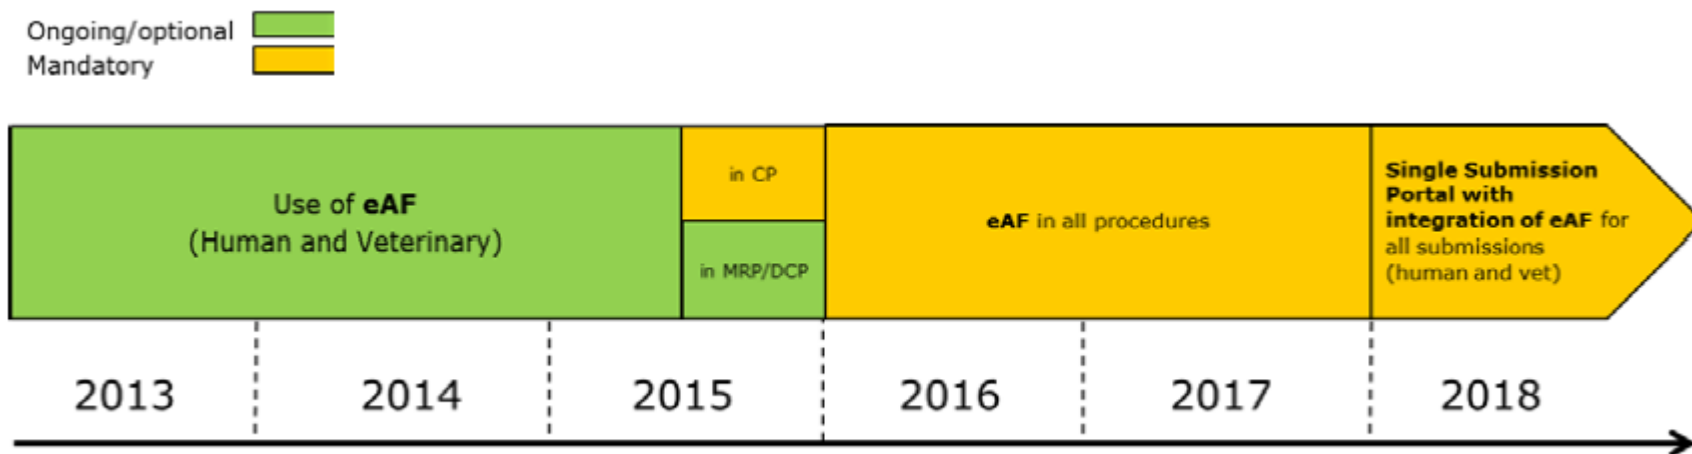 Ongoing/optional
Mandatory
Use of eAF
(Human and Veterinary)
in CP
in MRP/DCP
eAF in all procedures
Single Submission
Portal with
integration of eAF for
all submissions
(human and vet)
2013
2014
2015
2016
2017
2018